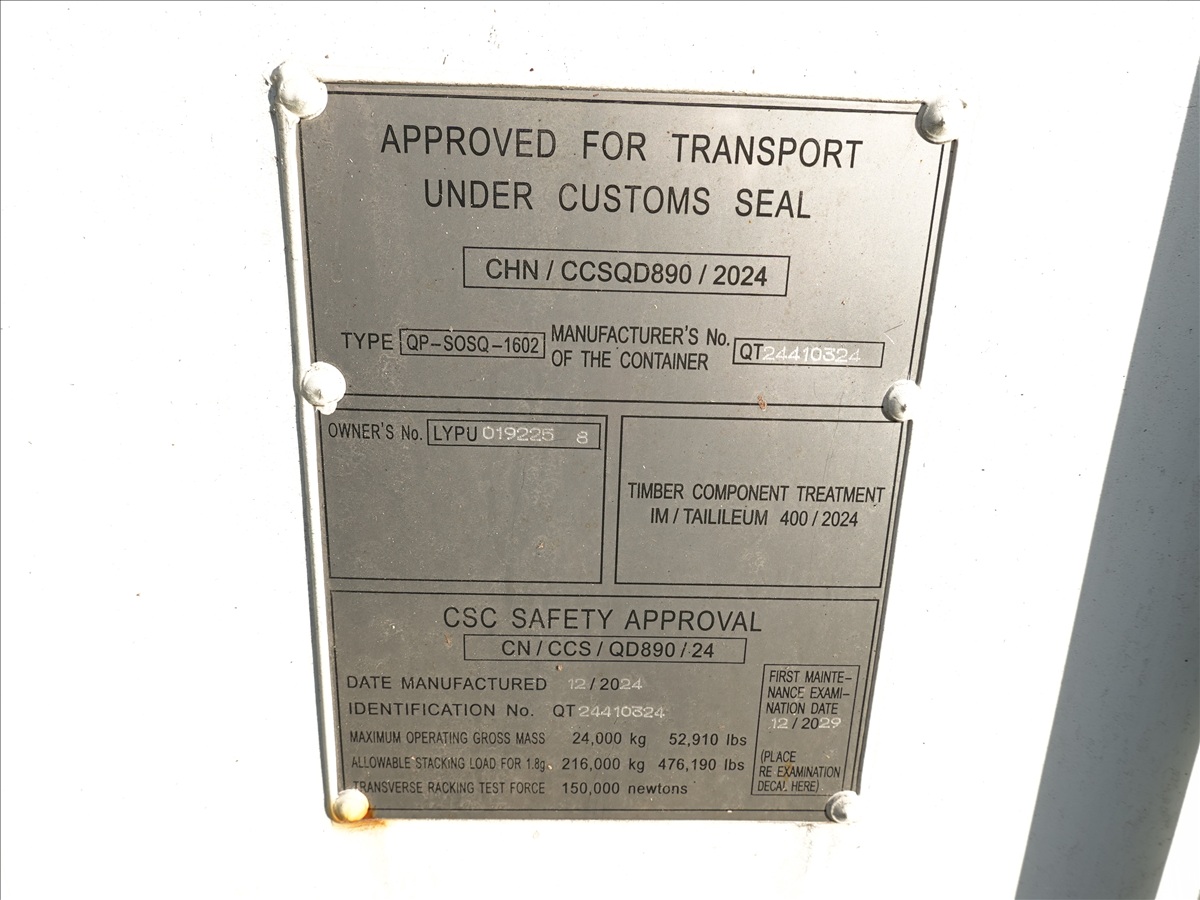 APPROVED FOR TRANSPORT
UNDER CUSTOMS SEAL
CHN / CCSQD890 / 2024
TYPE QP-SOSQ-1602 MANUFACTURER'S No. OF THE CONTAINER QT24410324
OWNER'S No. LYPU 019225 8
TIMBER COMPONENT TREATMENT
IM / TAILILEUM 400 / 2024
CSC SAFETY APPROVAL
CN / CCS / QD890 / 24
DATE MANUFACTURED 12 / 2024
IDENTIFICATION No. QT 24410324
MAXIMUM OPERATING GROSS MASS 24,000 kg 52,910 lbs
ALLOWABLE STACKING LOAD FOR 1.8g. 216,000 kg 476,190 lbs
TRANSVERSE RACKING TEST FORCE 150,000 newtons
FIRST MAINTE-
NANCE EXAMI-
NATION DATE
12 / 2029
(PLACE
RE EXAMINATION
DECAL HERE)